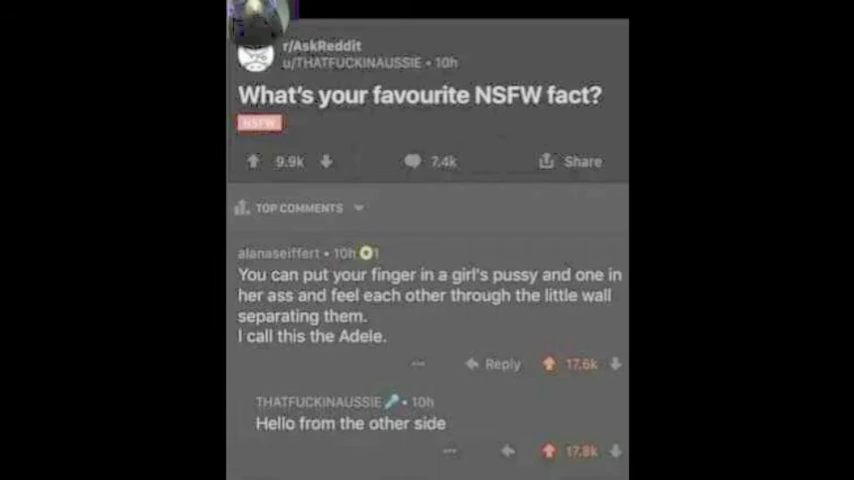 r/AskReddit
u/THATFUCKINAUSSIE • 10h
What's your favourite NSFW fact?
NSFW
9.9k
7.4k
Share
TOP COMMENTS
alanaseiffert • 10h 1
You can put your finger in a girl's pussy and one in
her ass and feel each other through the little wall
separating them.
I call this the Adele.
Reply
17.6k
THATFUCKINAUSSIE • 10h
Hello from the other side
17.8k